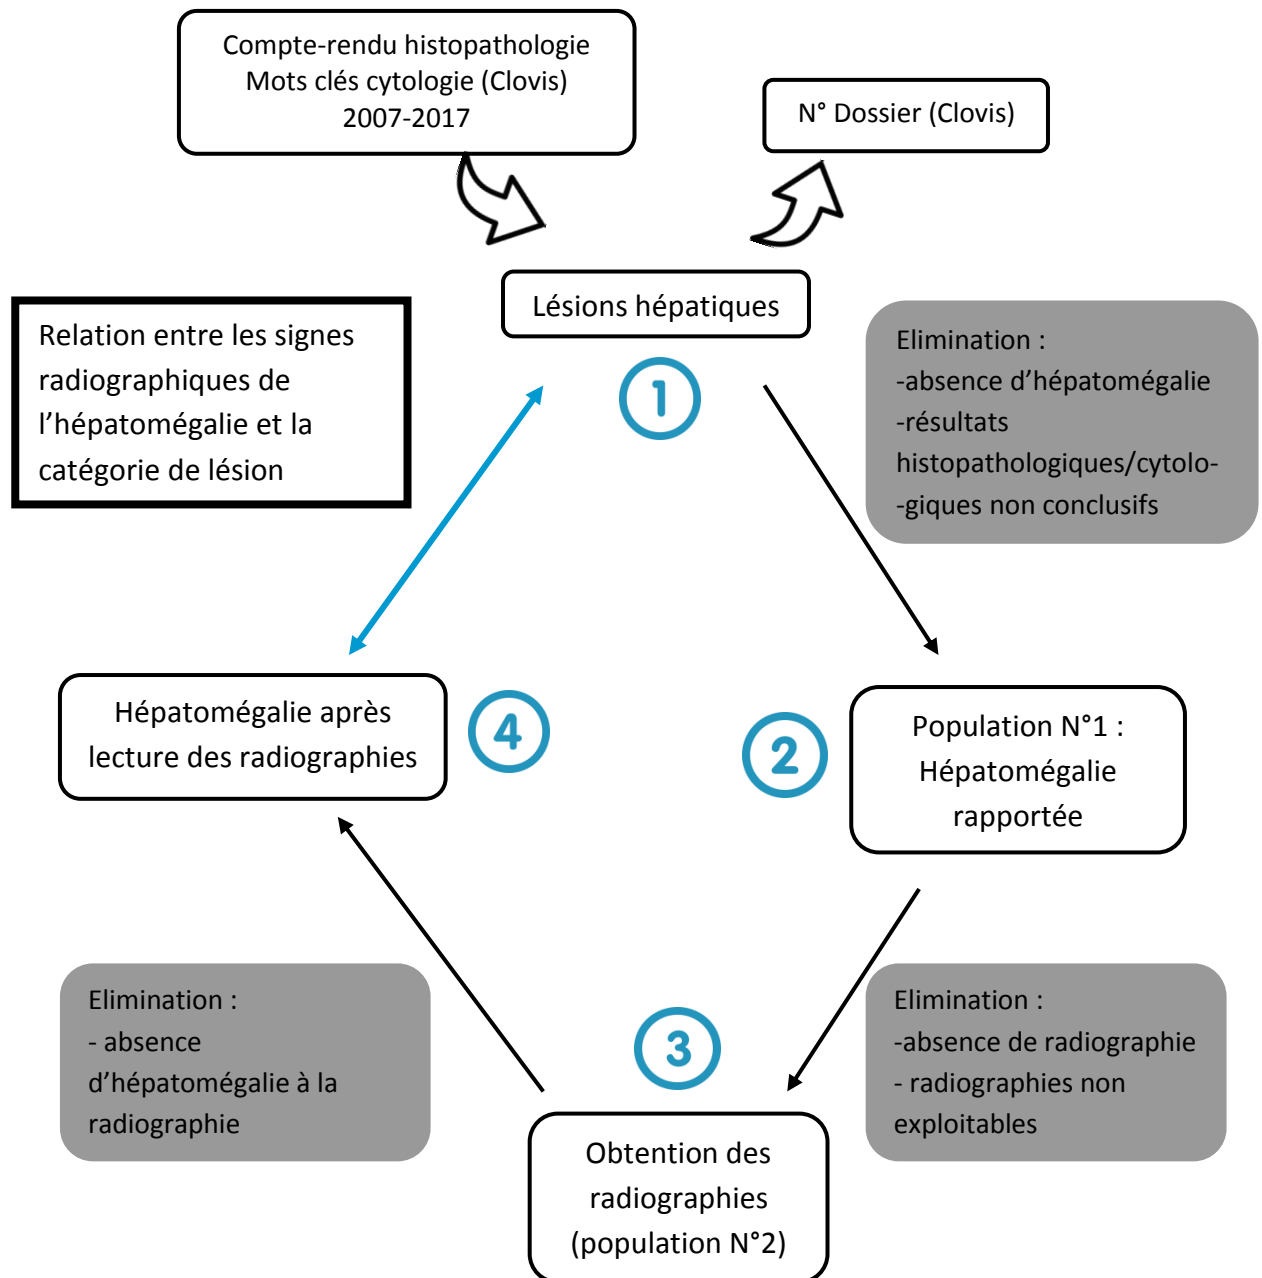 Compte-rendu histopathologie
Mots clés cytologie (Clovis)
2007-2017
N° Dossier (Clovis)
Lésions hépatiques
1
Relation entre les signes
radiographiques de
l’hépatomégalie et la
catégorie de lésion
Elimination :
-absence d’hépatomégalie
-résultats
histopathologiques/cytolo-
-giques non conclusifs
Hépatomégalie après
lecture des radiographies
4
2
Population N°1 :
Hépatomégalie
rapportée
Elimination :
- absence
d’hépatomégalie à la
radiographie
3
Elimination :
-absence de radiographie
- radiographies non
exploitables
Obtention des
radiographies
(population N°2)